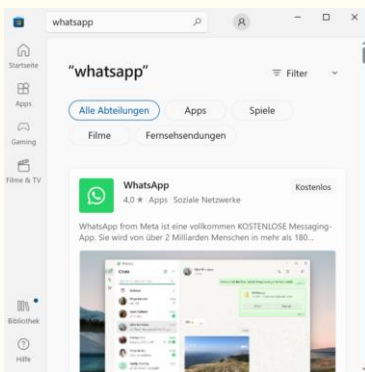 whatsapp
R
Startseite
Apps
Gaming
Filme & TV
Bibliothek
Hilfe
"whatsapp"
Filter
Alle Abteilungen
Apps
Spiele
Filme
Fernsehsendungen
WhatsApp
Kostenlos
4,0 ★ Apps Soziale Netzwerke
WhatsApp from Meta ist eine vollkommen KOSTENLOSE Messaging-
App. Sie wird von über 2 Milliarden Menschen in mehr als 180...
Chats